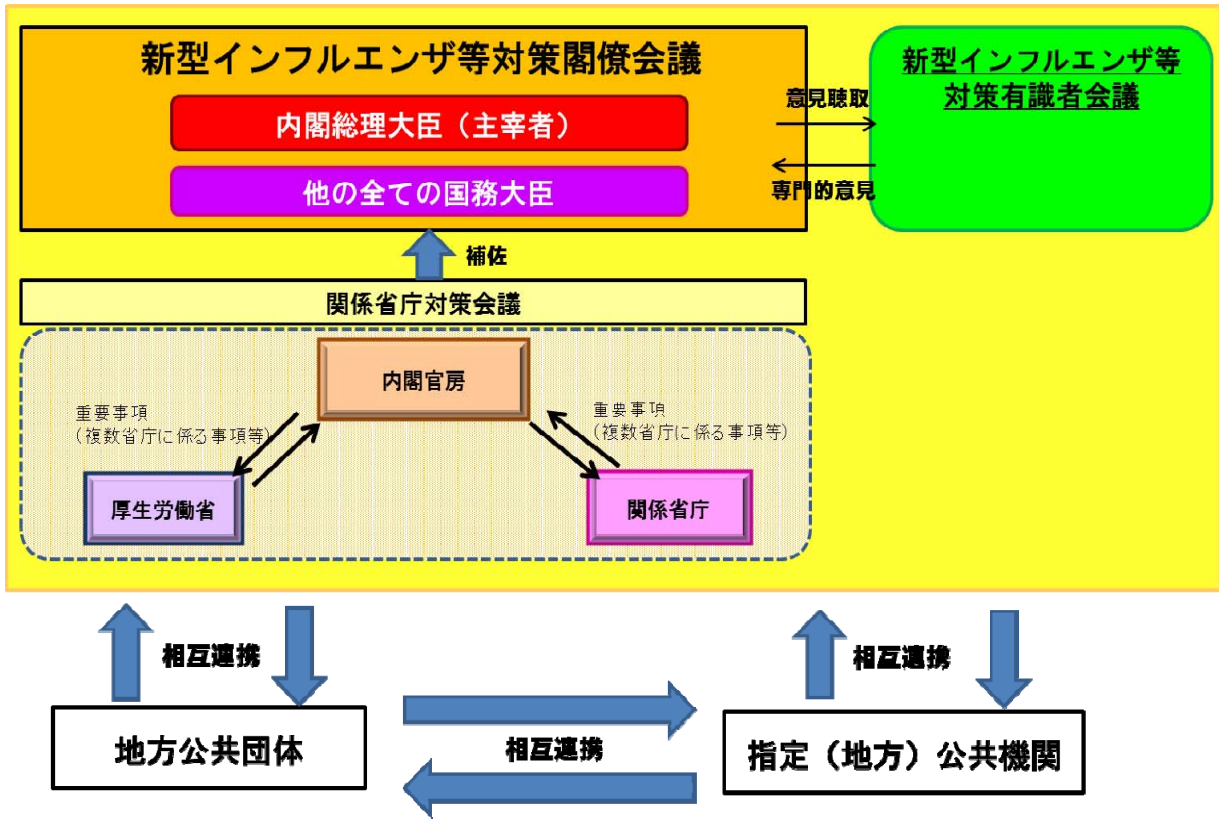 新型インフルエンザ等対策閣僚会議
内閣総理大臣（主宰者）
他の全ての国務大臣
意見聴取
専門的意見
新型インフルエンザ等
対策有識者会議
補佐
関係省庁対策会議
内閣官房
重要事項
(複数省庁に係る事項等)
重要事項
(複数省庁に係る事項等)
厚生労働省
関係省庁
相互連携
相互連携
地方公共団体
相互連携
指定（地方）公共機関